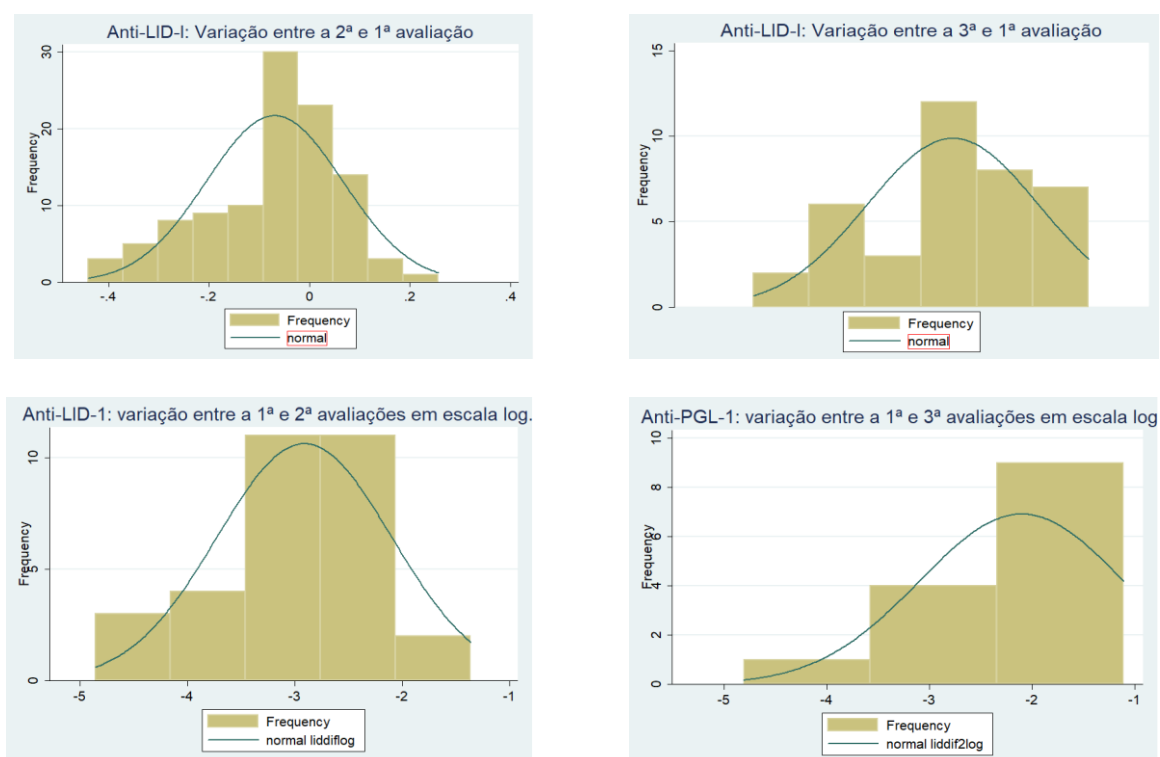 Anti-LID-I: Variação entre a 2ª e 1ª avaliação
Frequency
30
20
10
0
-.4
-.2
0
.2
.4
Frequency
normal
Anti-LID-I: Variação entre a 3ª e 1ª avaliação
Frequency
15
10
5
0
Frequency
normal
Anti-LID-1: variação entre a 1ª e 2ª avaliações em escala log.
Frequency
10
5
0
-5
-4
-3
-2
-1
Frequency
normal liddiflog
Anti-PGL-1: variação entre a 1ª e 3ª avaliações em escala log
Frequency
10
8
6
4
2
0
-5
-4
-3
-2
-1
Frequency
normal liddif2log